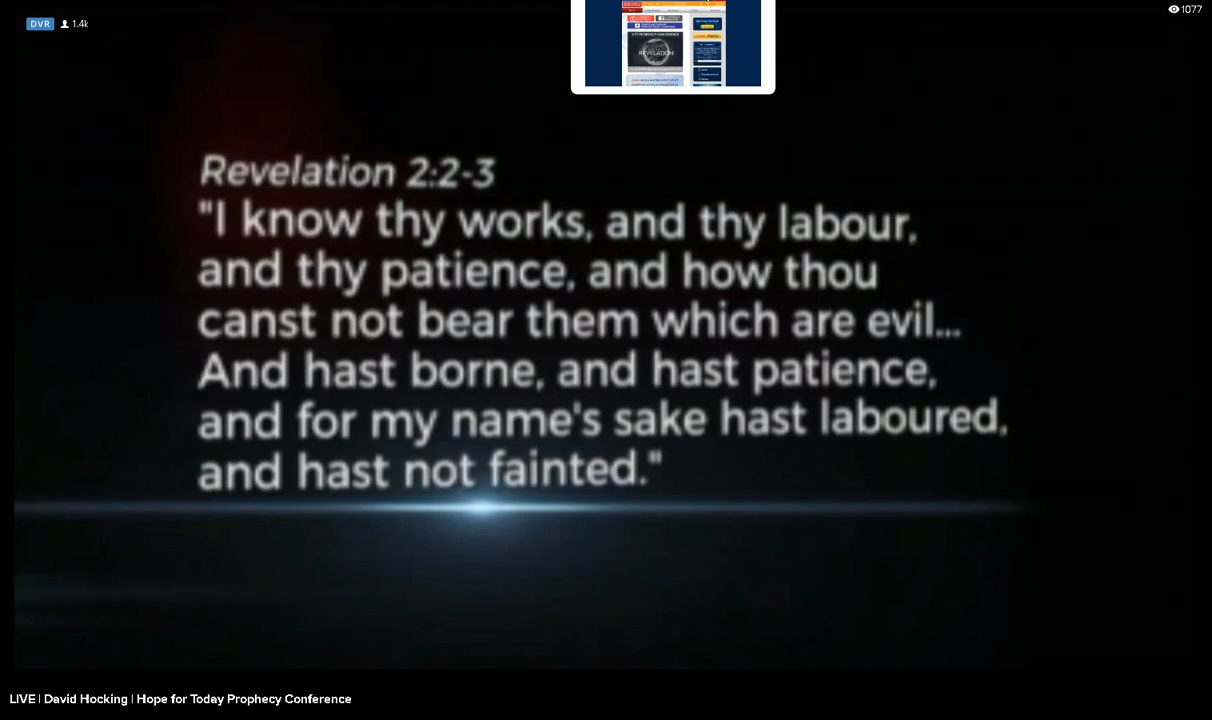 DVR 1.4k
1077
REVELATION
Revelation 2:2-3
"I know thy works, and thy labour,
and thy patience, and how thou
canst not bear them which are evil...
And hast borne, and hast patience,
and for my name's sake hast laboured,
and hast not fainted."
LIVE | David Hocking | Hope for Today Prophecy Conference